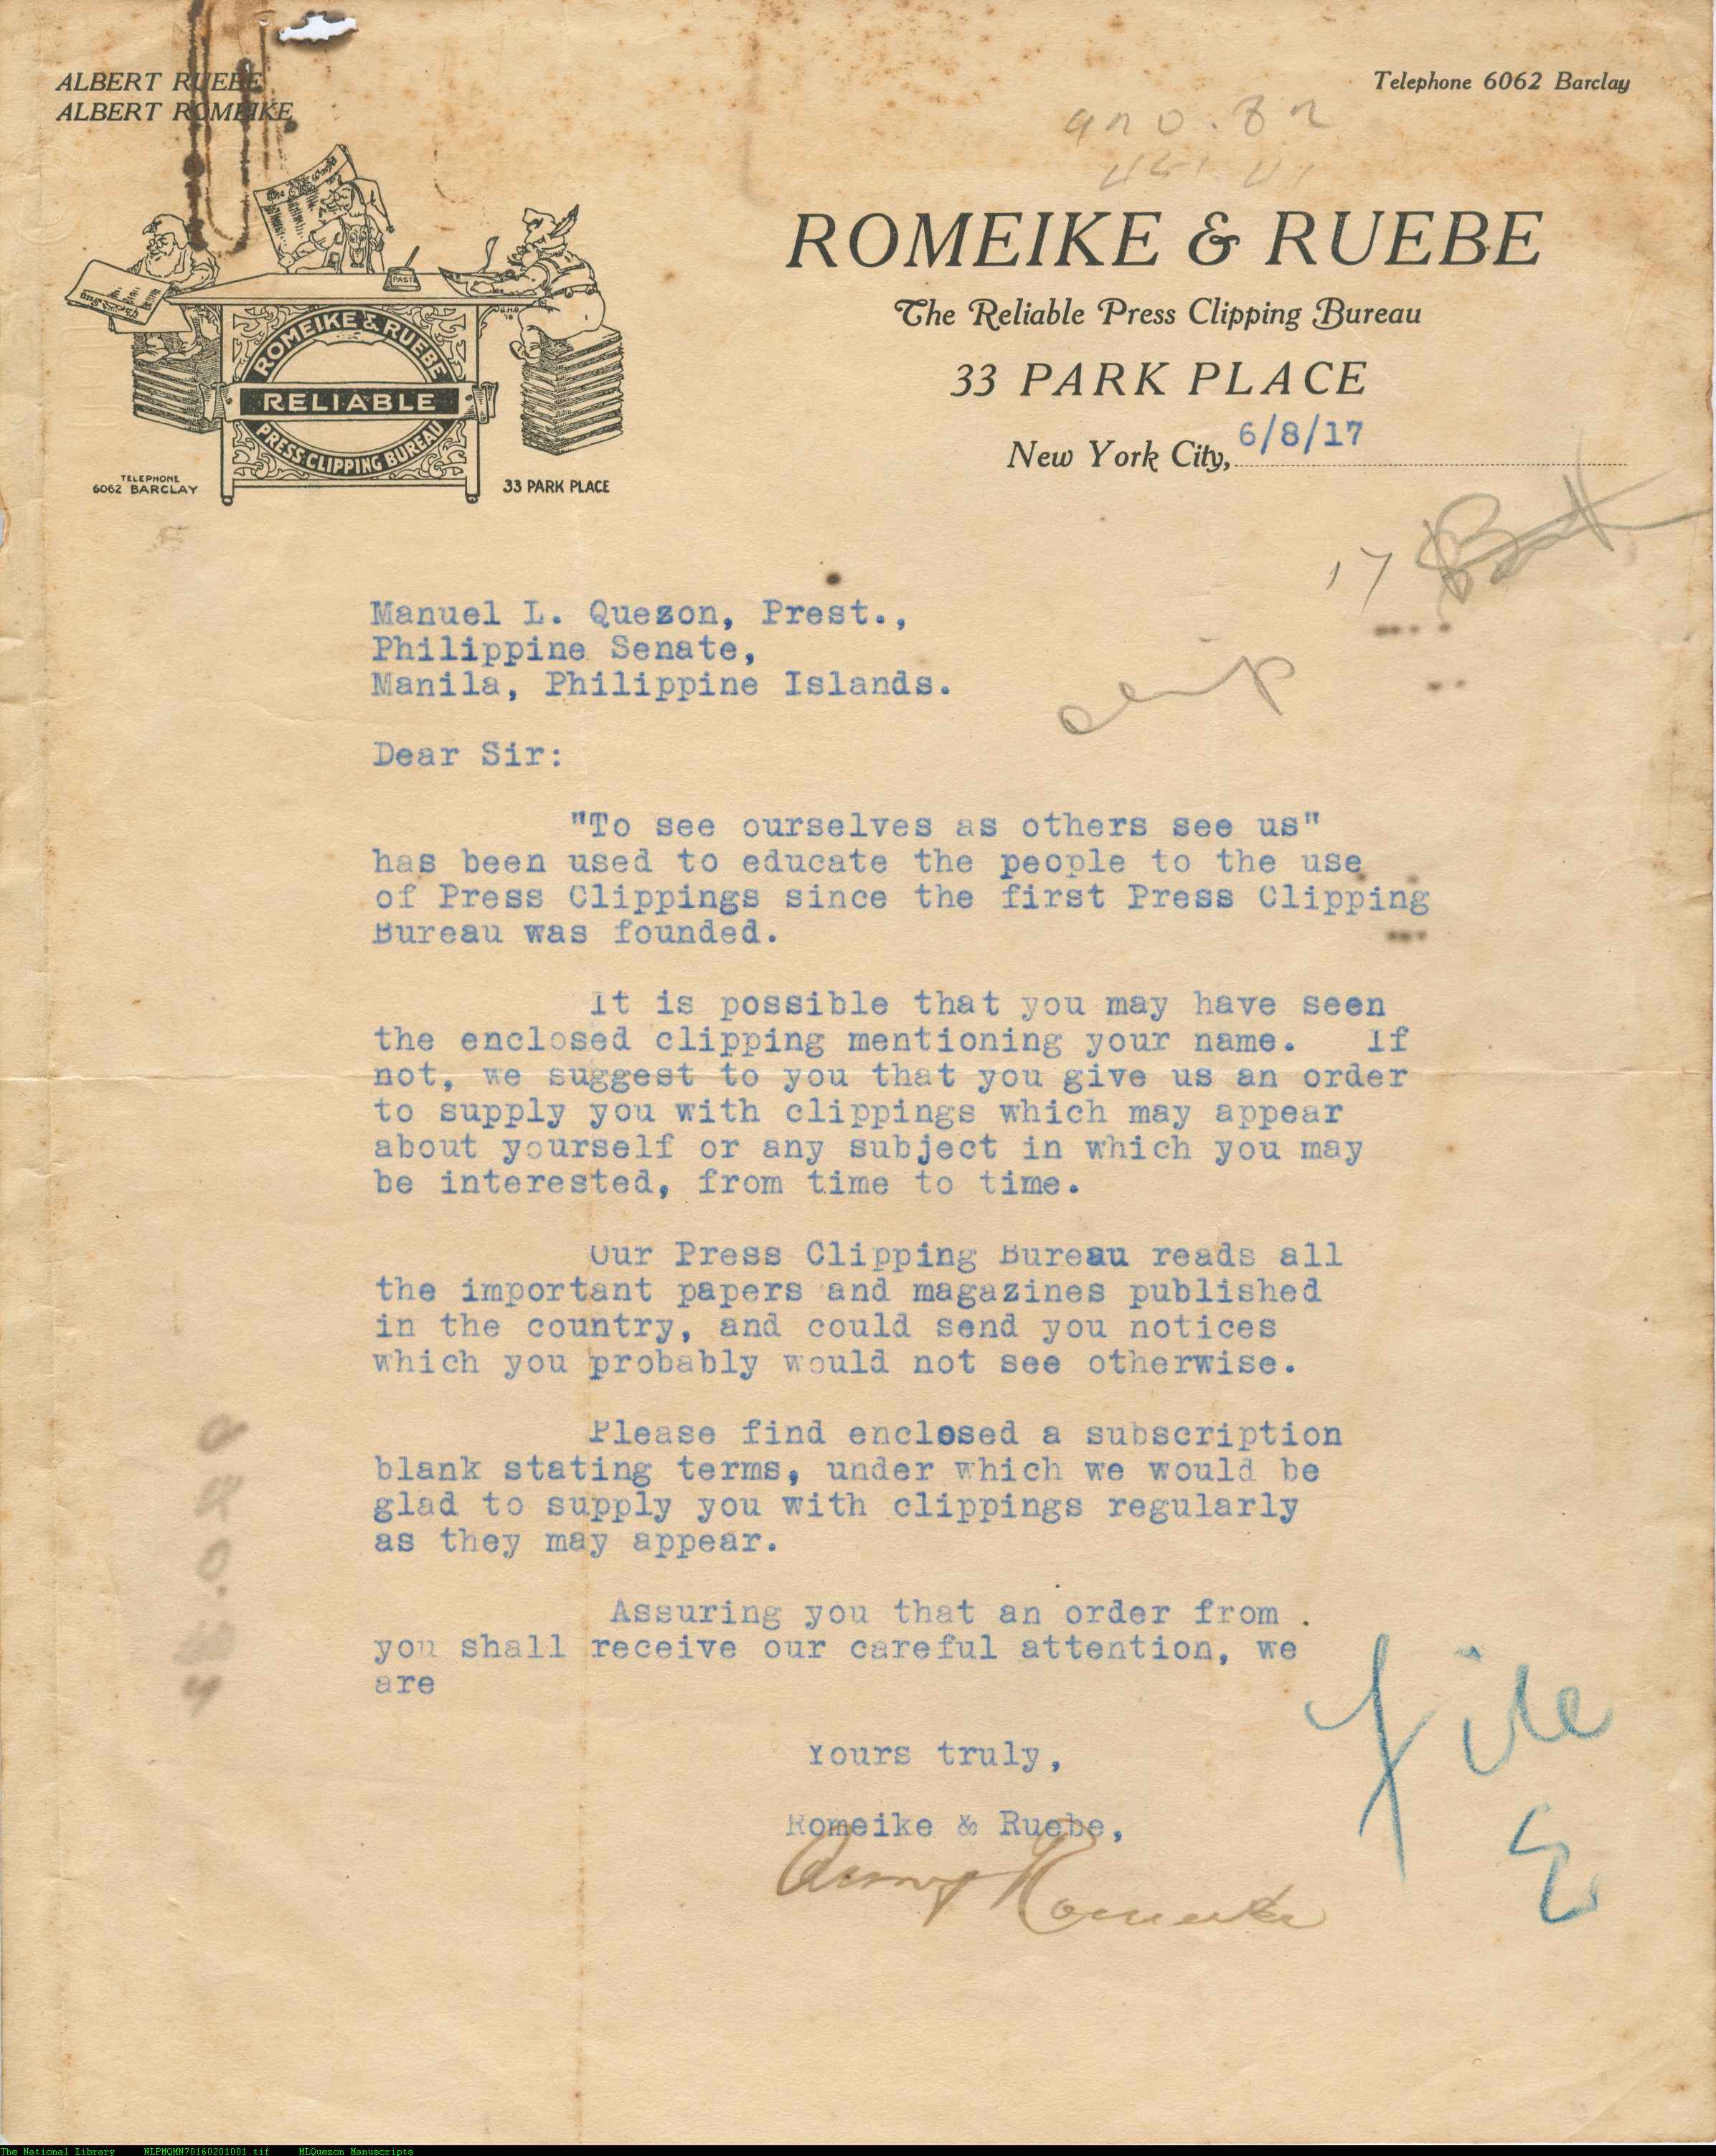 ALBERT RUEBE
ALBERT ROMEIKE
Telephone 6062 Barclay
PASTE
ROMEIKE & RUEBE
RELIABLE
PRESS CLIPPING BUREAU
TELEPHONE
6062 BARCLAY
33 PARK PLACE
ROMEIKE & RUEBE
The Reliable Press Clipping Bureau
33 PARK PLACE
New York City, 6/8/17
17
Manuel L. Quezon, Prest.,
Philippine Senate,
Manila, Philippine Islands.
Dear Sir:
"To see ourselves as others see us"
has been used to educate the people to the use
of Press Clippings since the first Press Clipping
Bureau was founded.
It is possible that you may have seen
the enclosed clipping mentioning your name. If
not, we suggest to you that you give us an order
to supply you with clippings which may appear
about yourself or any subject in which you may
be interested, from time to time.
Our Press Clipping Bureau reads all
the important papers and magazines published
in the country, and could send you notices
which you probably would not see otherwise.
Please find enclosed a subscription
blank stating terms, under which we would be
glad to supply you with clippings regularly
as they may appear.
Assuring you that an order from
you shall receive our careful attention, we
are
Yours truly,
Romeike & Ruebe,
Romeike
file
The National Library NLPMQMN70160201001.tif MLQuezon Manuscripts